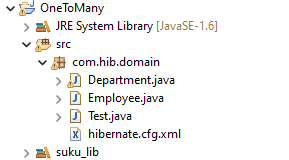 OneToMany
JRE System Library [JavaSE-1.6]
src
com.hib.domain
Department.java
Employee.java
Test.java
hibernate.cfg.xml
suku_lib